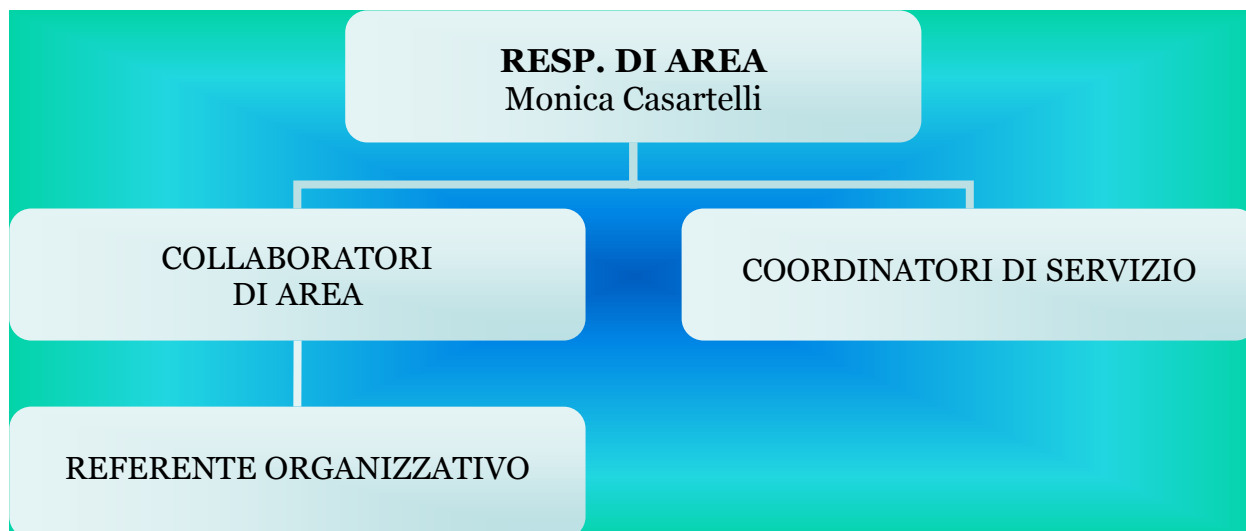 RESP. DI AREA
Monica Casartelli
COLLABORATORI
DI AREA
COORDINATORI DI SERVIZIO
REFERENTE ORGANIZZATIVO